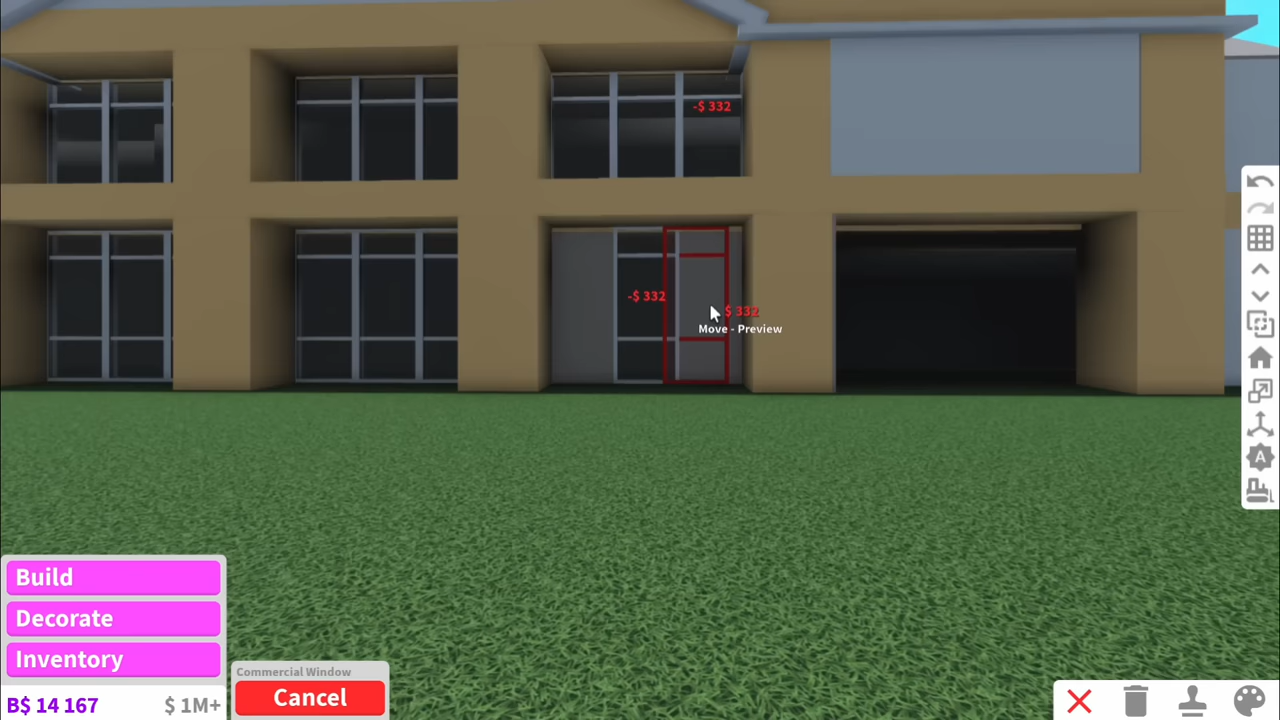 -$ 332
-$ 332
$ 332
Move - Preview
A
Build
Decorate
Inventory
Commercial Window
Cancel
B$ 14 167
$ 1M+